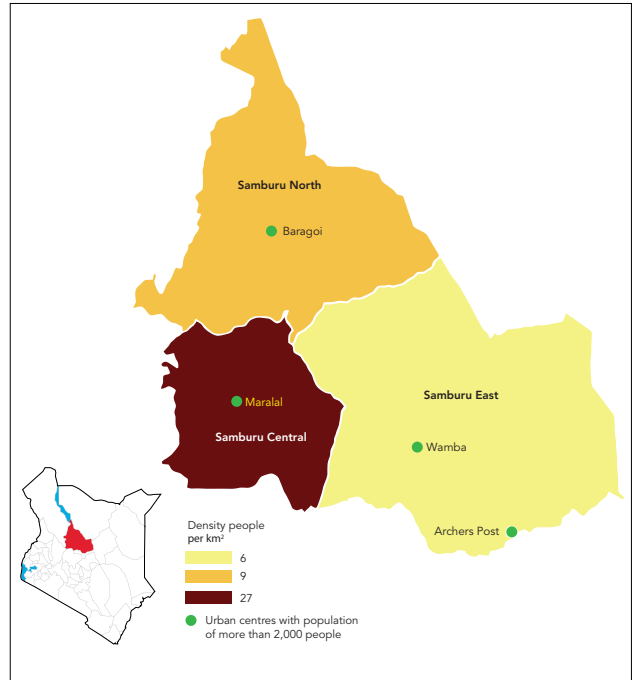 Samburu North
Baragoi
Maralal
Samburu Central
Samburu East
Wamba
Archers Post
Density people
per km²
6
9
27
Urban centres with population
of more than 2,000 people